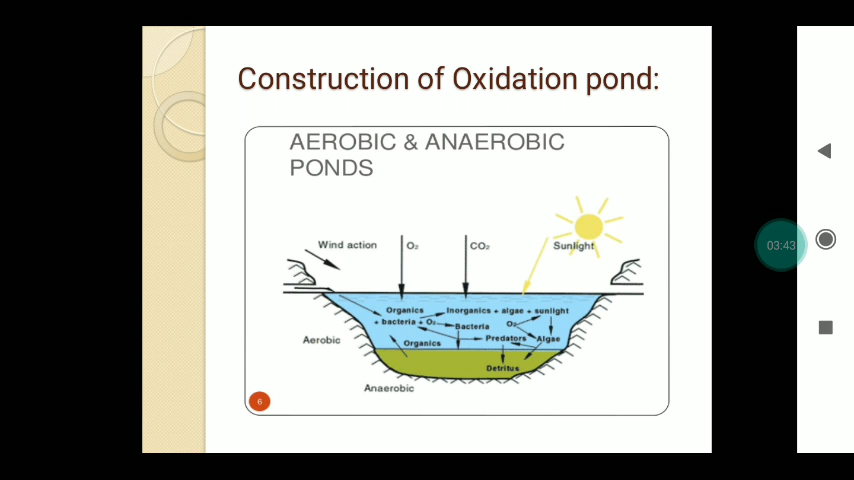 Construction of Oxidation pond:
AEROBIC & ANAEROBIC
PONDS
Wind action
O₂
CO₂
Sunlight
03:43
Organics
Inorganics + algae + sunlight
+ bacteria + O₂
Bacteria
O₂
Aerobic
Organics
Predators
Algae
Detritus
Anaerobic
6